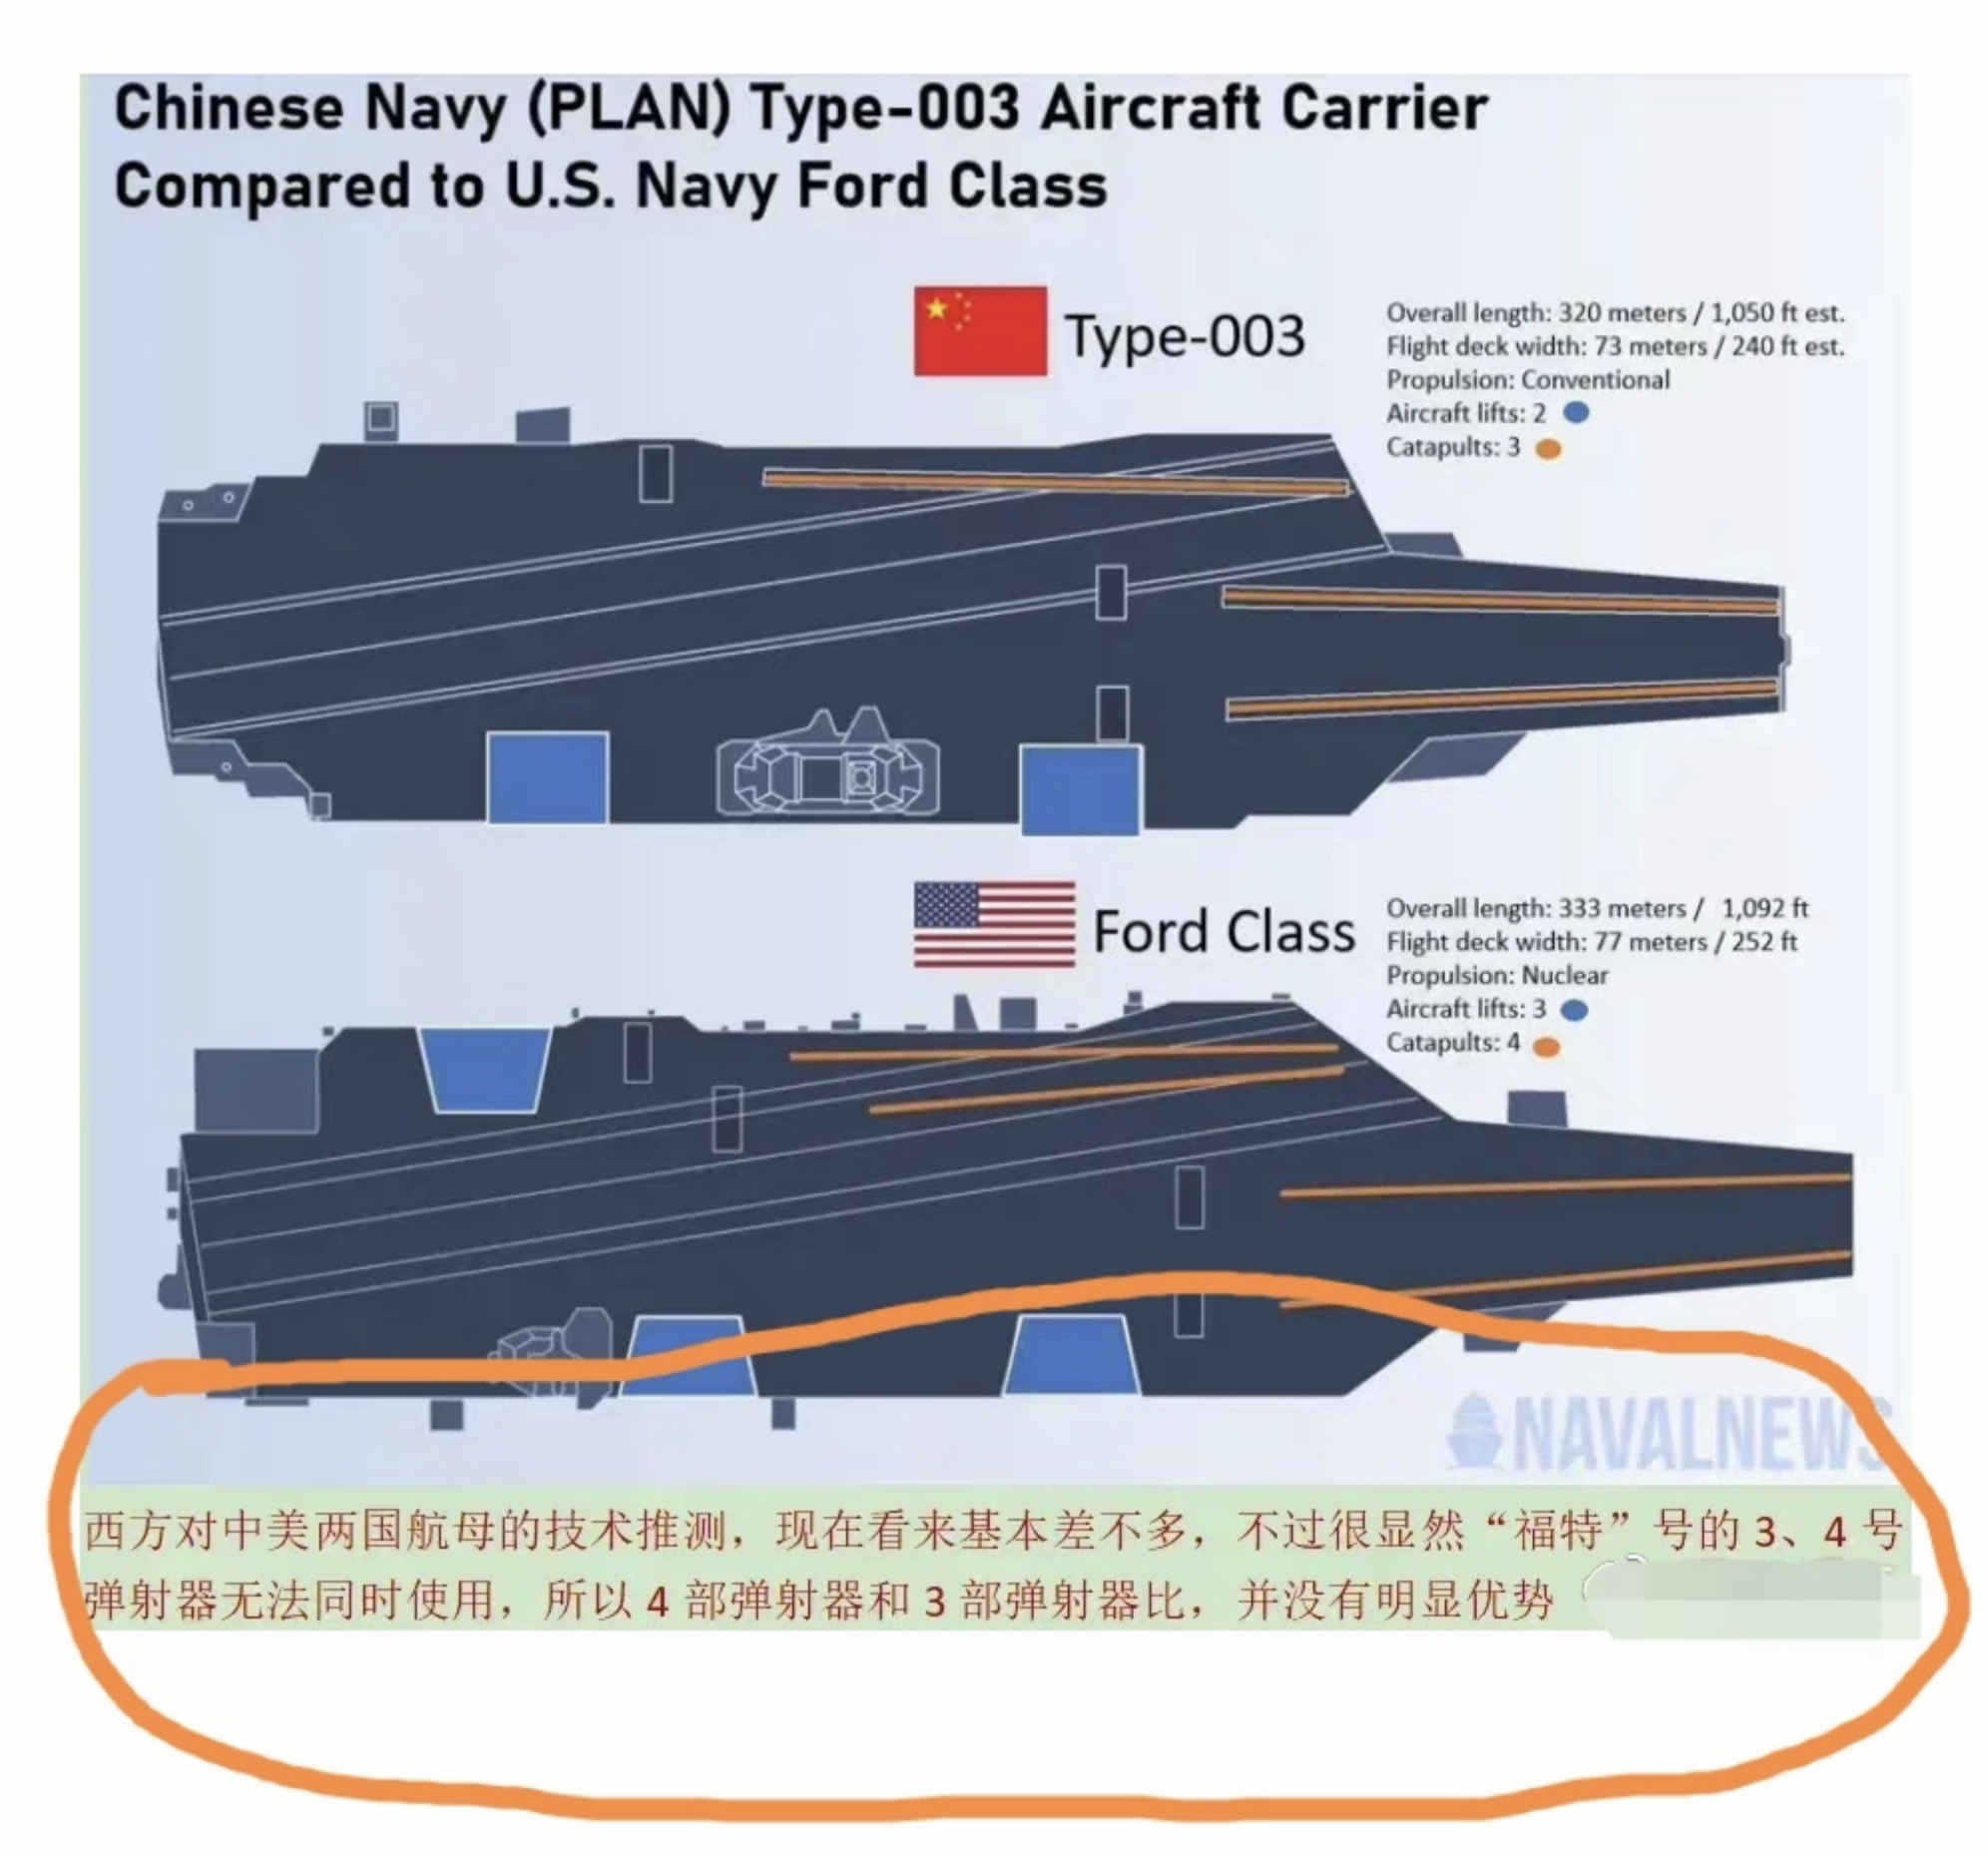 Chinese Navy (PLAN) Type-003 Aircraft Carrier
Compared to U.S. Navy Ford Class
Type-003
Overall length: 320 meters / 1,050 ft est.
Flight deck width: 73 meters / 240 ft est.
Propulsion: Conventional
Aircraft lifts: 2
Catapults: 3
Ford Class
Overall length: 333 meters / 1,092 ft
Flight deck width: 77 meters / 252 ft
Propulsion: Nuclear
Aircraft lifts: 3
Catapults: 4
NAVALNEWS
西方对中美两国航母的技术推测，现在看来基本差不多，不过很显然“福特”号的 3、4 号
弹射器无法同时使用，所以 4 部弹射器和 3 部弹射器比，并没有明显优势